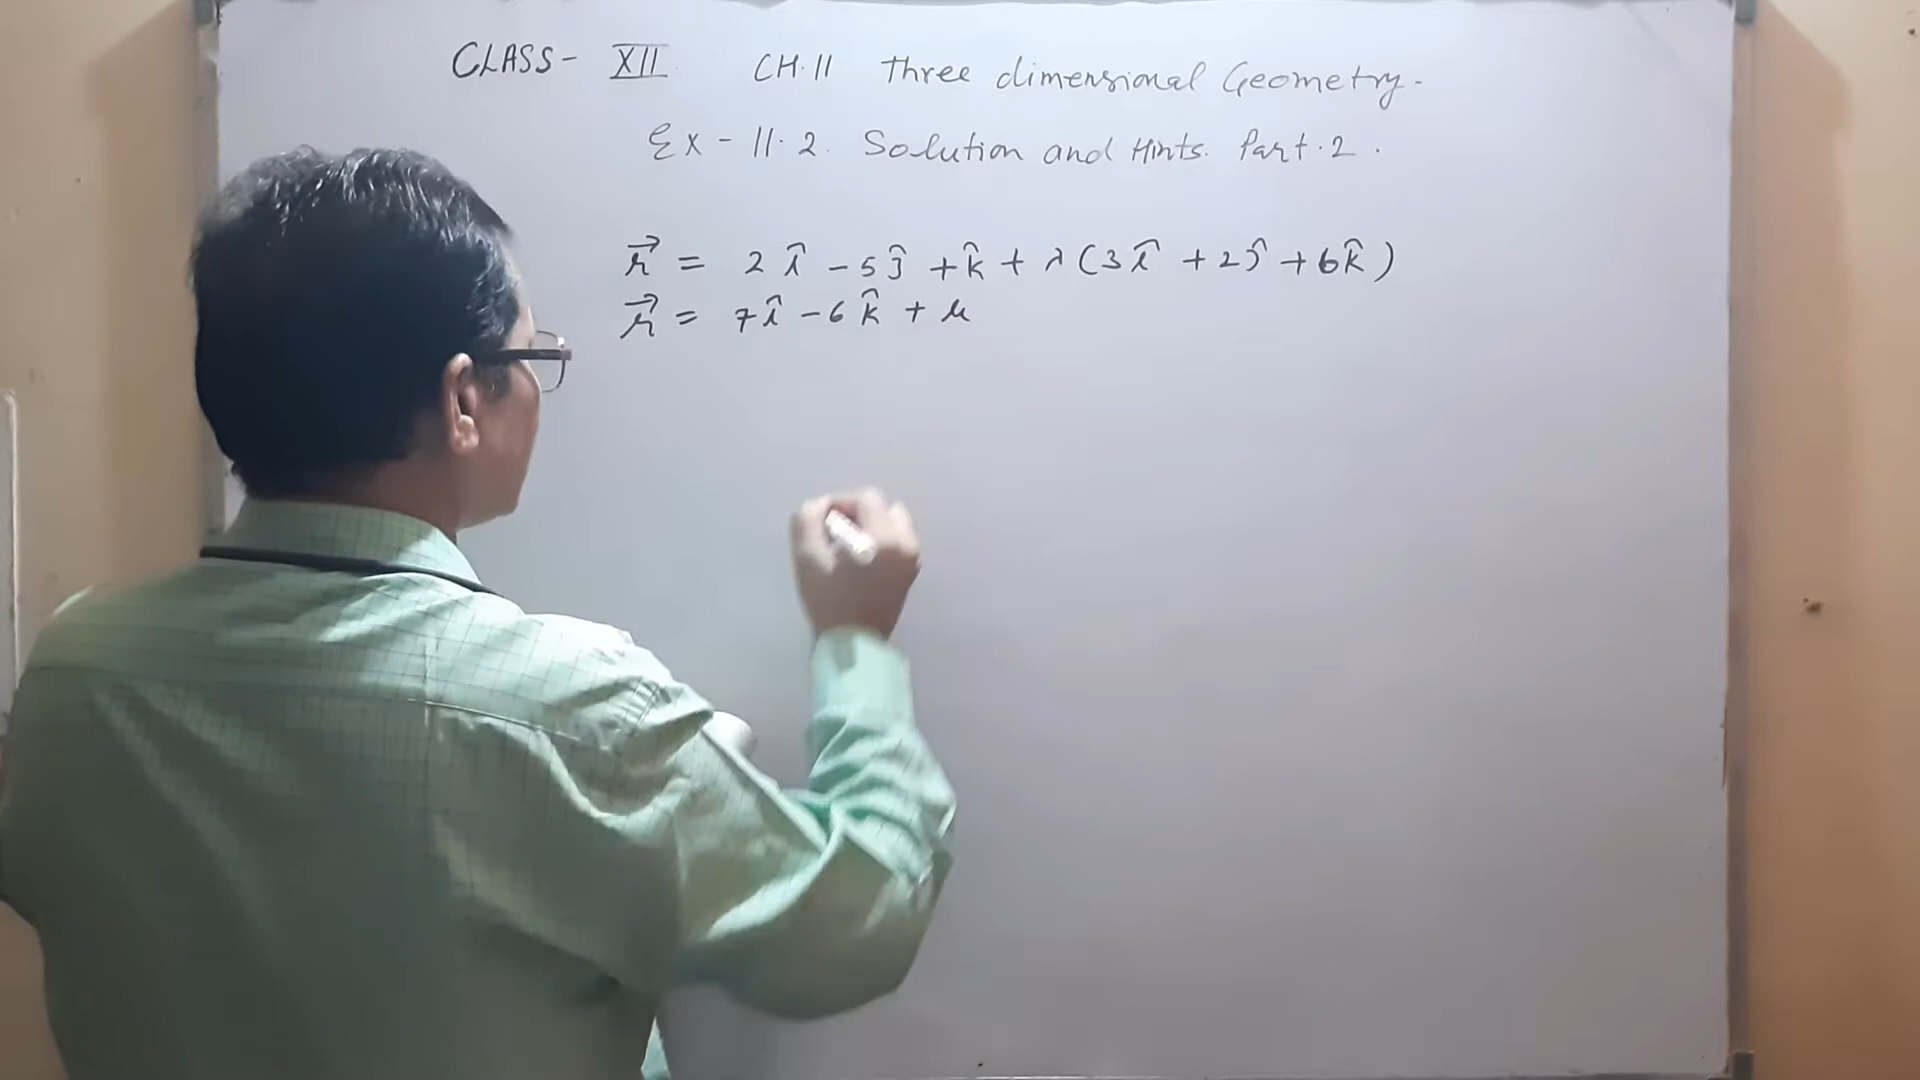 CLASS- XII CH.11 Three dimensional Geometry.
Ex - 11.2. Solution and Hints. Part.2.
r⃗ = 2î - 5ĵ + k̂ + λ(3î + 2ĵ + 6k̂)
r⃗ = 7î - 6k̂ + μ